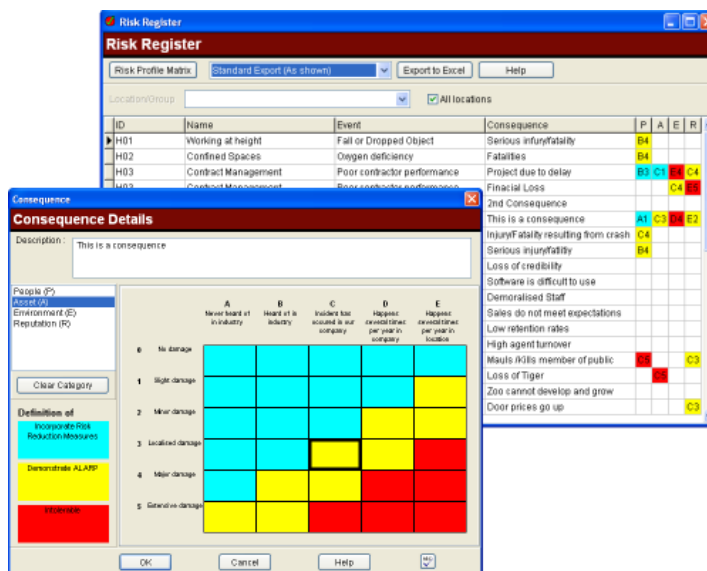 Risk Register
Risk Register
Risk Profile Matrix Standard Export (As shown) Export to Excel Help
Location/Group All locations
ID Name Event Consequence P A E R
H01 Working at height Fall or Dropped Object Serious injury/fatality B4
H02 Confined Spaces Oxygen deficiency Fatalities B4
H03 Contract Management Poor contractor performance Project due to delay B3 C1 E4 C4
H03 Contract Management Poor contractor performance Finacial Loss C4 E5
2nd Consequence
This is a consequence A1 C3 D4 E2
Injury/Fatality resulting from crash C4
Serious injury/fatlitiy B4
Loss of credibility
Software is difficult to use
Demoralised Staff
Sales do not meet expectations
Low retention rates
High agent turnover
Mauls /Kills member of public C5 C3
Loss of Tiger C5
Zoo cannot develop and grow
Door prices go up C3
Consequence
Consequence Details
Description : This is a consequence
People (P)
Asset (A)
Environment (E)
Reputation (R)
Clear Category
Definition of
Incorporate Risk
Reduction Measures
Demonstrate ALARP
Intolerable
A B C D E
Never heard of in industry
Heard of in industry
Incident has occured in our company
Happens several times per year in company
Happens several times per year in location
0 No damage
1 Slight damage
2 Minor damage
3 Localised damage
4 Major damage
5 Extensive damage
OK Cancel Help